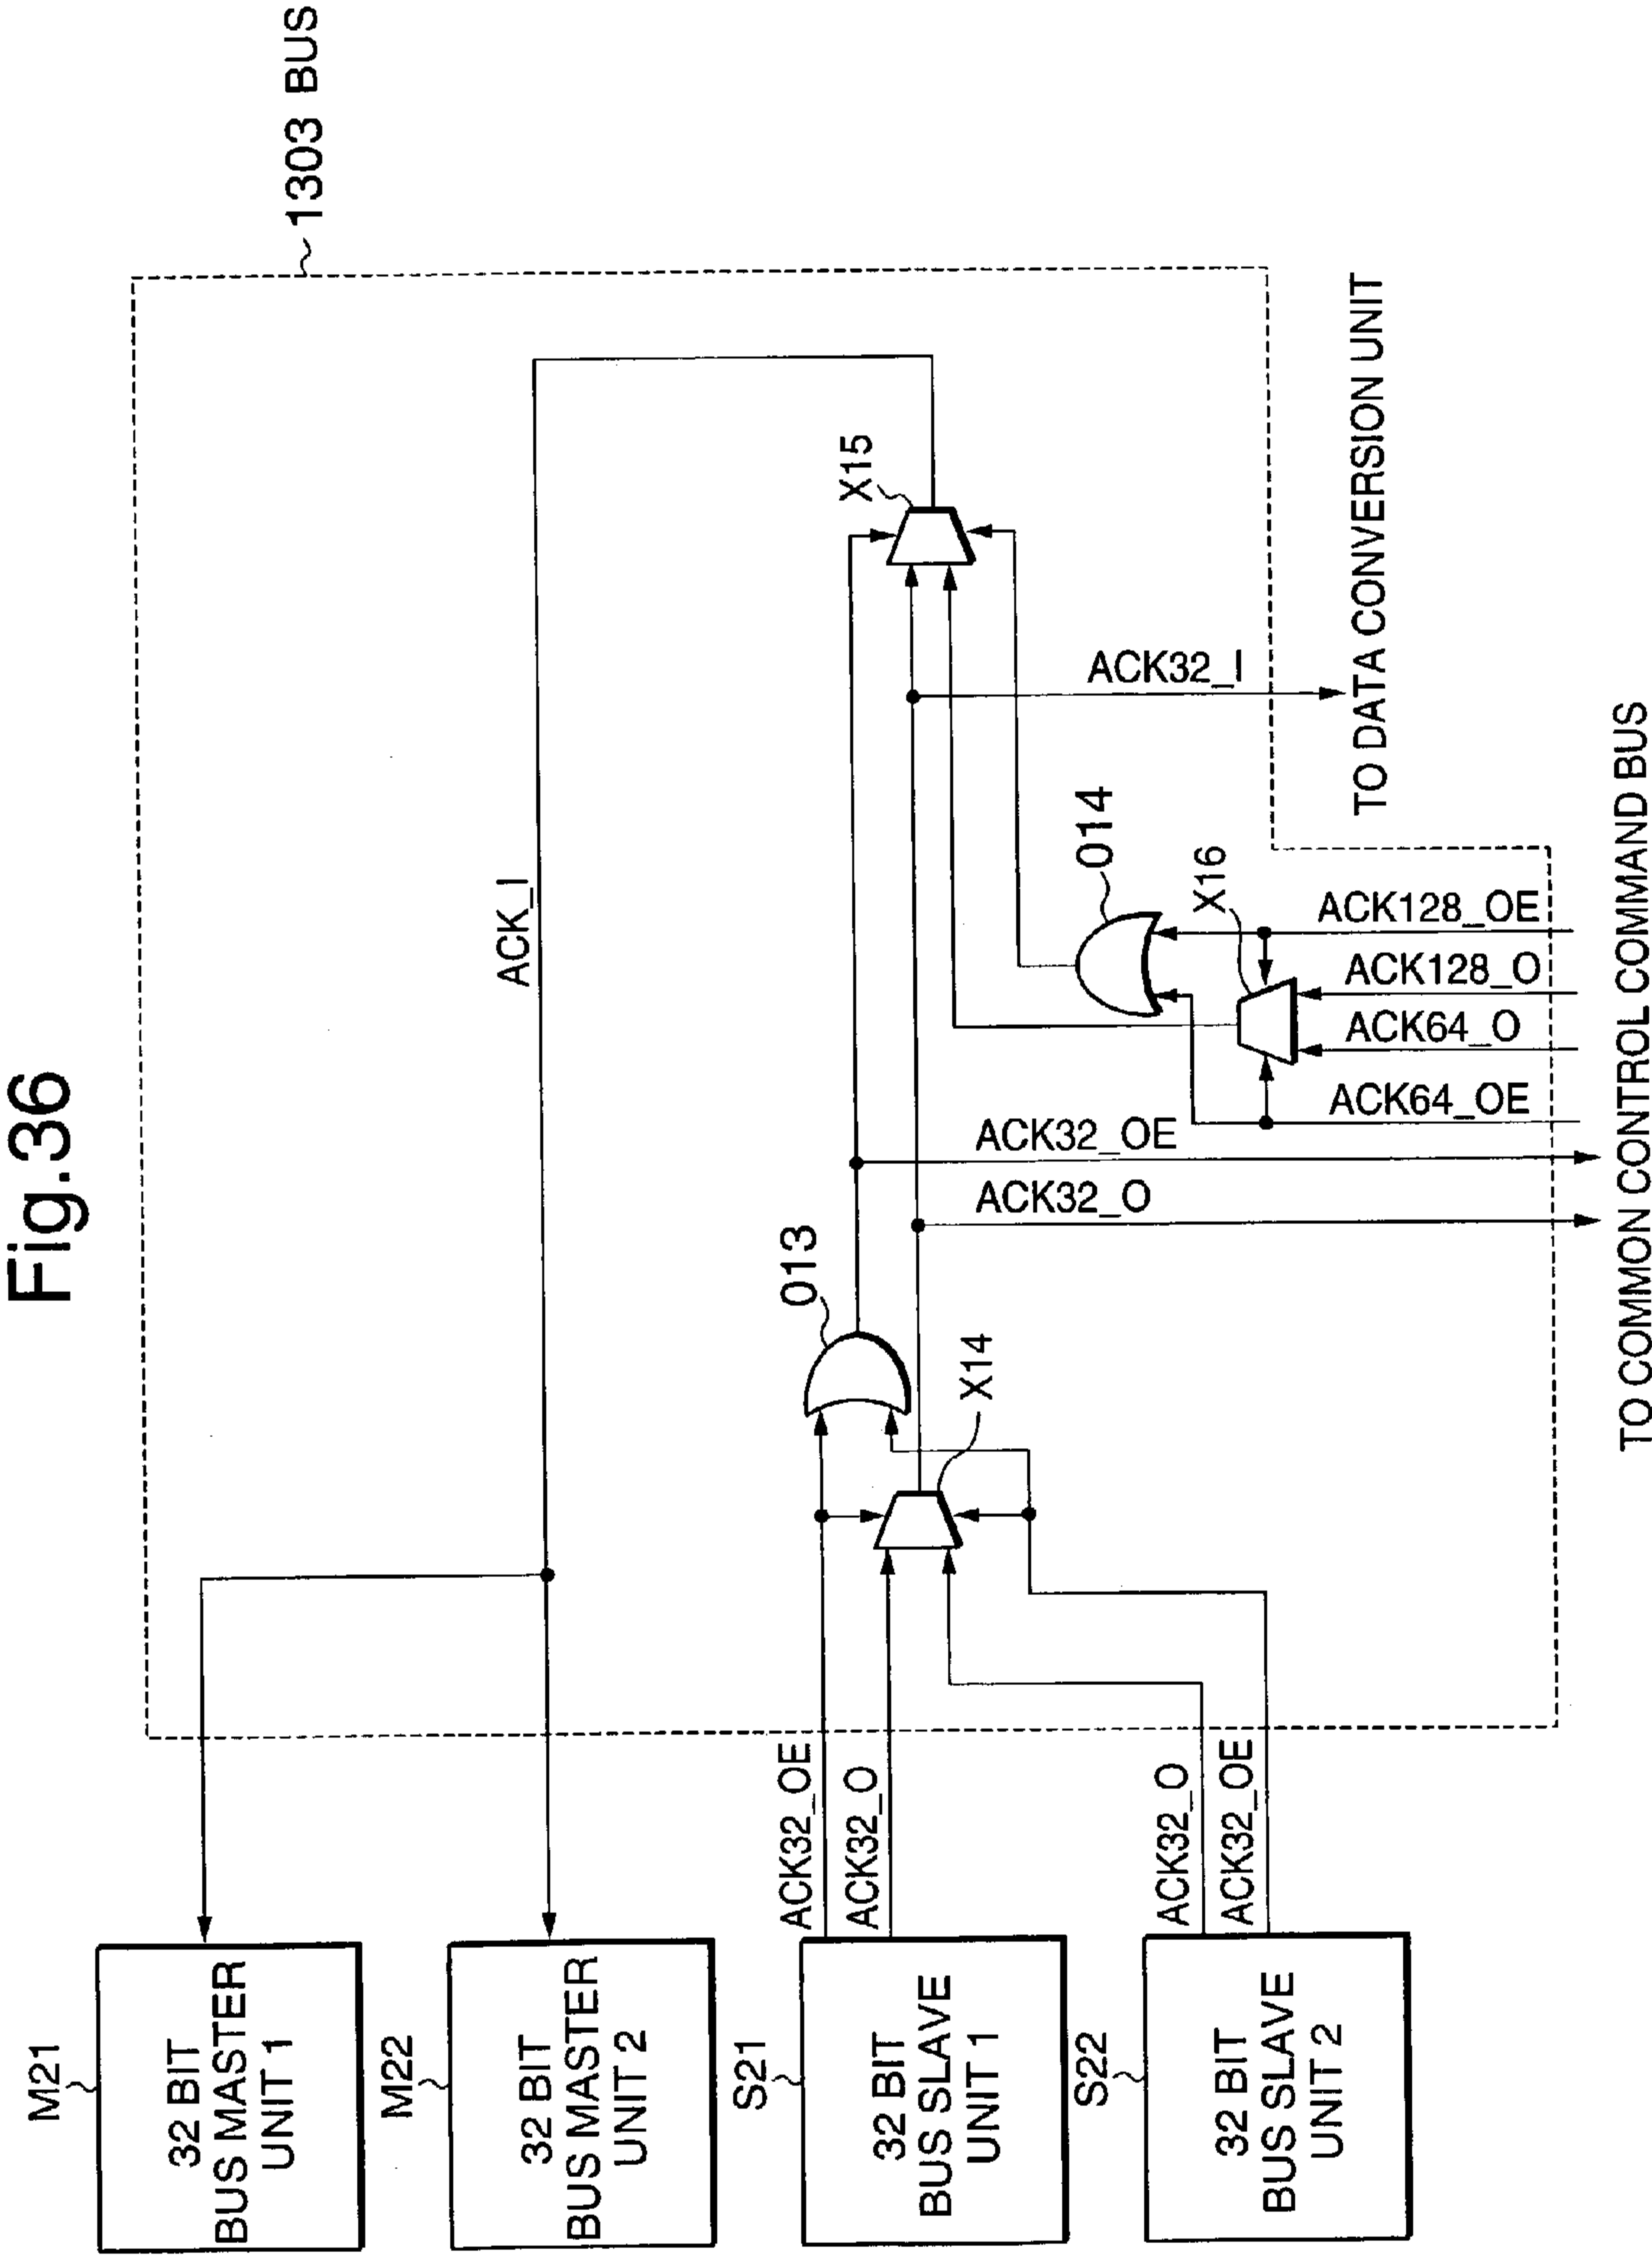 Fig.36
1303 BUS
M21
32 BIT
BUS MASTER
UNIT 1
M22
32 BIT
BUS MASTER
UNIT 2
ACK_I
S21
32 BIT
BUS SLAVE
UNIT 1
ACK32_OE
ACK32_O
S22
32 BIT
BUS SLAVE
UNIT 2
ACK32_O
ACK32_OE
013
X14
X15
ACK32_OE
ACK32_O
ACK32_I
014
X16
ACK64_OE
ACK64_O
ACK128_O
ACK128_OE
TO DATA CONVERSION UNIT
TO COMMON CONTROL COMMAND BUS